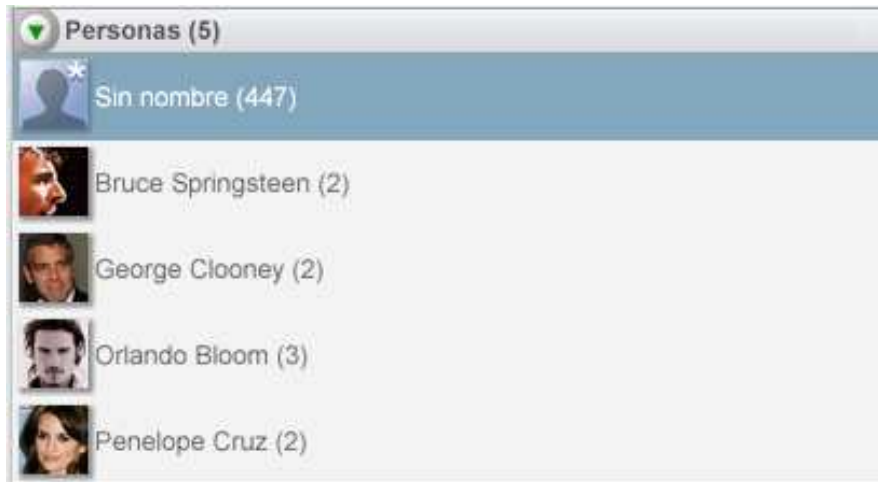 Personas (5)
Sin nombre (447)
Bruce Springsteen (2)
George Clooney (2)
Orlando Bloom (3)
Penelope Cruz (2)